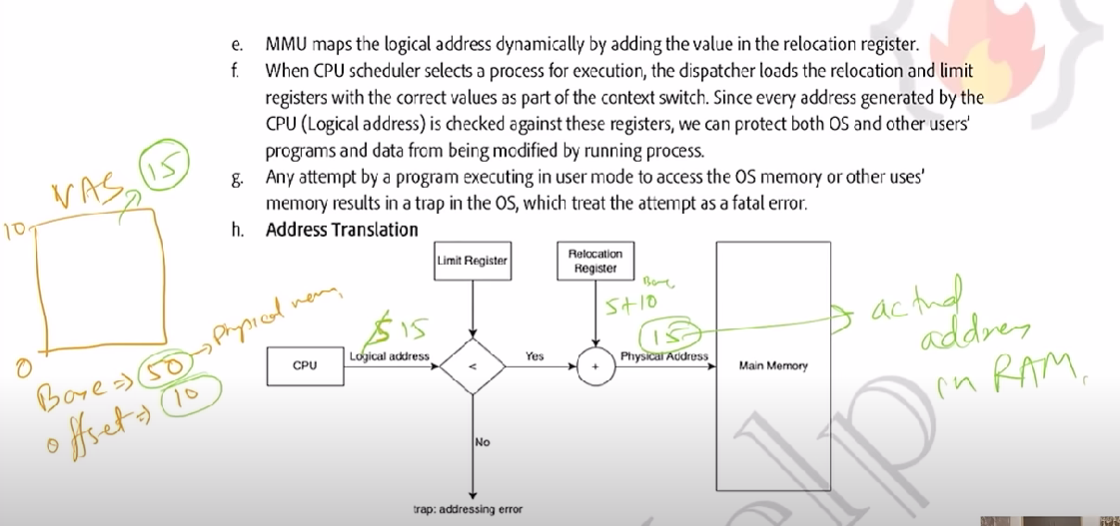 e. MMU maps the logical address dynamically by adding the value in the relocation register.
f. When CPU scheduler selects a process for execution, the dispatcher loads the relocation and limit
registers with the correct values as part of the context switch. Since every address generated by the
CPU (Logical address) is checked against these registers, we can protect both OS and other users'
programs and data from being modified by running process.
g. Any attempt by a program executing in user mode to access the OS memory or other uses'
memory results in a trap in the OS, which treat the attempt as a fatal error.
h. Address Translation
VAS 15
10
0
Base => 50 -> Physical mem
offset => 10
Limit Register
Relocation
Register
Base
5+10
15
15
CPU
Logical address
<
Yes
+
Physical Address
Main Memory
No
trap: addressing error
actual
address
on RAM.
elp